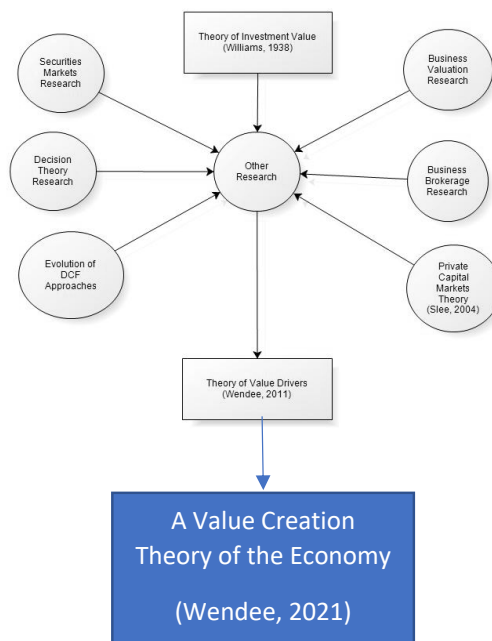 Theory of Investment Value
(Williams, 1938)
Securities
Markets
Research
Business
Valuation
Research
Decision
Theory
Research
Other
Research
Business
Brokerage
Research
Evolution of DCF
Approaches
Private
Capital
Markets
Theory
(Slee, 2004)
Theory of Value Drivers
(Wendee, 2011)
A Value Creation
Theory of the Economy
(Wendee, 2021)